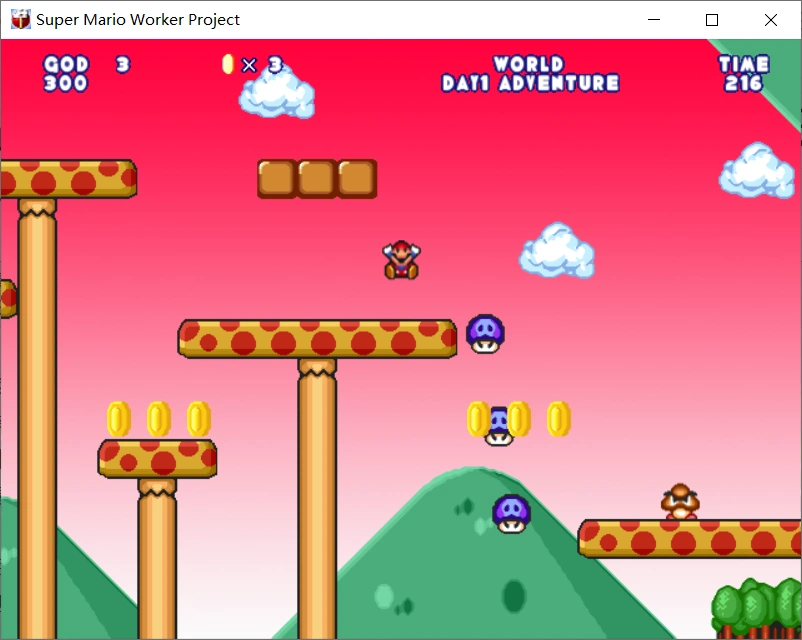 Super Mario Worker Project
GOD 3
300
× 3
WORLD
DAY1 ADVENTURE
TIME
216